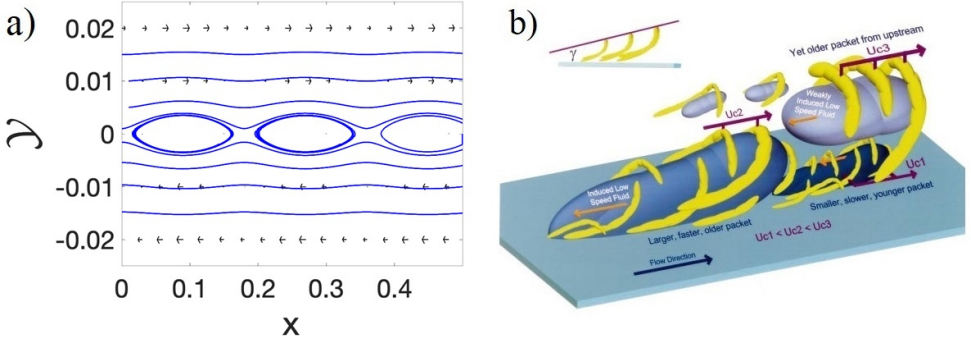 a)
0.02
0.01
0
-0.01
-0.02
y
0
0.1
0.2
0.3
0.4
x
b)
γ
Yet older packet from upstream
Uc3
Weakly
Induced Low
Speed Fluid
Uc2
Uc1
Induced Low
Speed Fluid
Smaller, slower, younger packet
Larger, faster, older packet
Uc1 < Uc2 < Uc3
Flow Direction